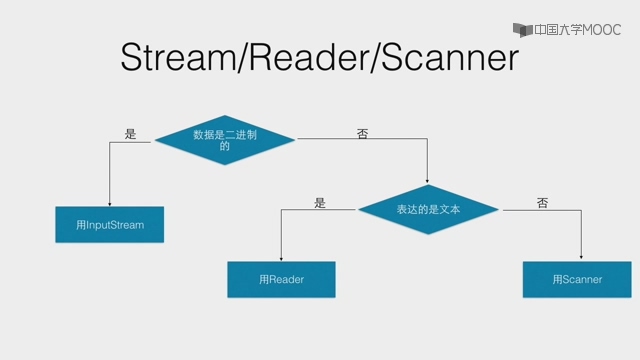 中国大学MOOC
Stream/Reader/Scanner
是
数据是二进制
的
否
用InputStream
是
表达的是文本
否
用Reader
用Scanner